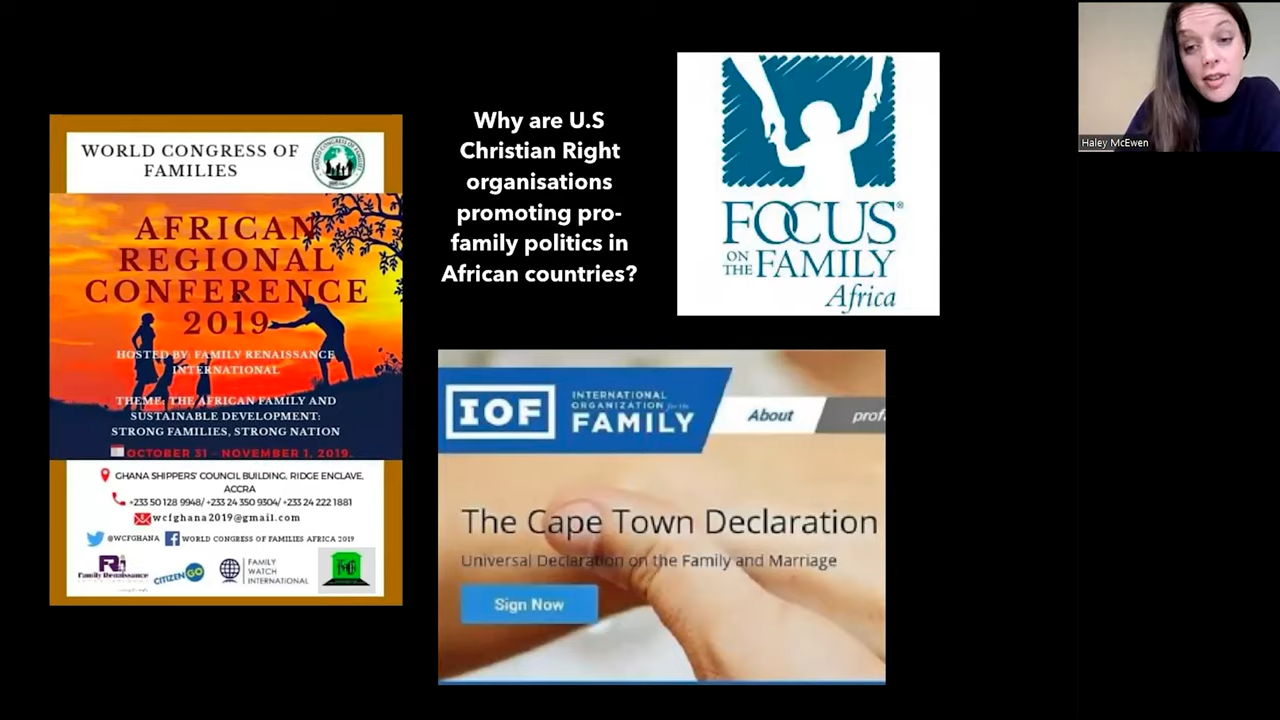 WORLD CONGRESS OF
FAMILIES
AFRICAN
REGIONAL
CONFERENCE
2019
HOSTED BY: FAMILY RENAISSANCE
INTERNATIONAL
THEME: THE AFRICAN FAMILY AND
SUSTAINABLE DEVELOPMENT:
STRONG FAMILIES, STRONG NATION
OCTOBER 31 - NOVEMBER 1, 2019.
GHANA SHIPPERS' COUNCIL BUILDING, RIDGE ENCLAVE,
ACCRA
+233 50 128 9948/ +233 24 350 9304/ +233 24 222 1881
wcfghana2019@gmail.com
@WCFGHANA WORLD CONGRESS OF FAMILIES AFRICA 2019
Family Renaissance
CITIZENGO
FAMILY
WATCH
INTERNATIONAL
Why are U.S
Christian Right
organisations
promoting pro-
family politics in
African countries?
FOCUS®
ON THE FAMILY
Africa
IOF
INTERNATIONAL
ORGANIZATION for the
FAMILY
About
The Cape Town Declaration
Universal Declaration on the Family and Marriage
Sign Now
Haley McEwen